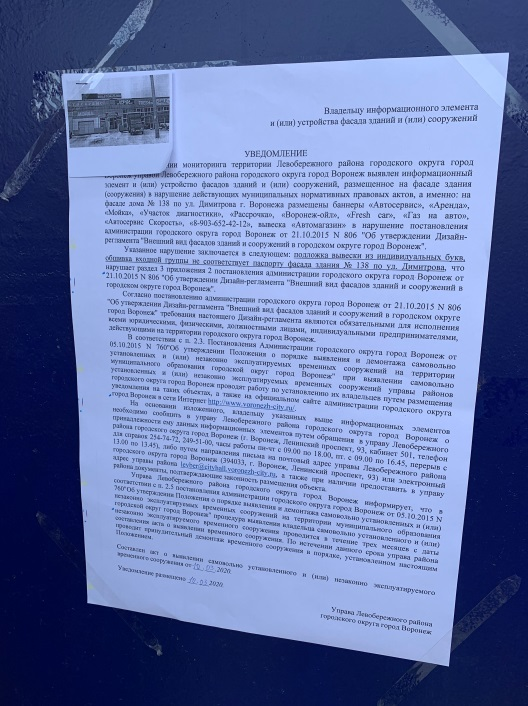 Владельцу информационного элемента
и (или) устройства фасада зданий и (или) сооружений
УВЕДОМЛЕНИЕ
мониторинга территории Левобережного района городского округа город
Левобережного района городского округа город Воронеж выявлен информационный
элемент и (или) устройство фасадов зданий и (или) сооружений, размещенное на фасаде здания
(сооружения) в нарушение действующих муниципальных нормативных правовых актов, а именно: на
фасаде дома № 138 по ул. Димитрова г. Воронежа размещены баннеры «Автосервис», «Аренда»,
«Мойка», «Участок диагностики», «Рассрочка», «Воронеж-ойл», «Fresh car», «Газ на авто»,
«Автосервис Скорость», «8-903-652-42-12», вывеска «Автомагазин» в нарушение постановления
администрации городского округа город Воронеж от 21.10.2015 N 806 "Об утверждении Дизайн-
регламента "Внешний вид фасадов зданий и сооружений в городском округе город Воронеж".
Указанное нарушение заключается в следующем: подложка вывески из индивидуальных букв,
обшивка входной группы не соответствует паспорту фасада здания № 138 по ул. Димитрова, что
нарушает раздел 3 приложения 2 постановления администрации городского округа город Воронеж от
21.10.2015 N 806 "Об утверждении Дизайн-регламента "Внешний вид фасадов зданий и сооружений в
городском округе город Воронеж".
Согласно постановлению администрации городского округа город Воронеж от 21.10.2015 N 806
"Об утверждении Дизайн-регламента "Внешний вид фасадов зданий и сооружений в городском округе
город Воронеж" требования настоящего Дизайн-регламента являются обязательными для исполнения
всеми юридическими, физическими, должностными лицами, индивидуальными предпринимателями,
действующими на территории городского округа город Воронеж.
В соответствии с п. 2.3. Постановления Администрации городского округа город Воронеж от
05.10.2015 N 760"Об утверждении Положения о порядке выявления и демонтажа самовольно
установленных и (или) незаконно эксплуатируемых временных сооружений на территории
муниципального образования городской округ город Воронеж" при выявлении самовольно
установленных и (или) незаконно эксплуатируемых временных сооружений управы районов
городского округа город Воронеж проводят работу по установлению их владельцев путем размещения
уведомления на таких объектах, а также на официальном сайте администрации городского округа
город Воронеж в сети Интернет http://www.voronezh-city.ru/.
На основании изложенного, владельцу указанных выше информационных элементов
необходимо сообщить в управу Левобережного района городского округа город Воронеж о
принадлежности ему данных информационных элементов путем обращения в управу Левобережного
района городского округа город Воронеж (г. Воронеж, Ленинский проспект, 93, кабинет 501, телефон
для справок 254-74-72, 249-51-00, часы работы пн-чт с 09.00 до 18.00, пт. с 09.00 по 16.45, перерыв с
13.00 по 13.45), либо путем направления письма на почтовый адрес управы Левобережного района
городского округа город Воронеж (394033, г. Воронеж, Ленинский проспект, 93) или электронный
адрес управы района levber@cityhall.voronezh-city.ru, а также при наличии предоставить в управу
района документы, подтверждающие законность размещения объекта.
Управа Левобережного района городского округа город Воронеж информирует, что в
соответствии с п. 2.5 постановления администрации городского округа город Воронеж от 05.10.2015 N
760"Об утверждении Положения о порядке выявления и демонтажа самовольно установленных и (или)
незаконно эксплуатируемых временных сооружений на территории муниципального образования
городской округ город Воронеж" процедура выявления владельца самовольно установленного и (или)
незаконно эксплуатируемого временного сооружения проводится в течение трех месяцев с даты
составления акта о выявлении временного сооружения. По истечении данного срока управа района
проводит принудительный демонтаж временного сооружения в порядке, установленном настоящим
Положением.
Составлен акт о выявлении самовольно установленного и (или) незаконно эксплуатируемого
временного сооружения от 2020.
Уведомление размещено 2020.
Управа Левобережного района
городского округа город Воронеж